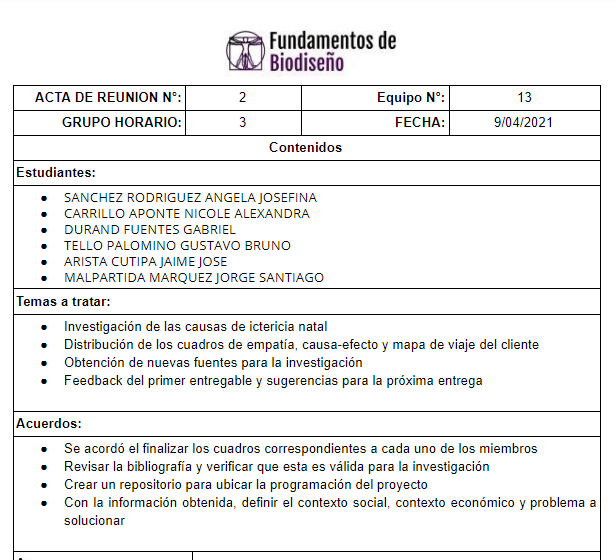 Fundamentos de
Biodiseño
ACTA DE REUNION N°: 2 Equipo N°: 13
GRUPO HORARIO: 3 FECHA: 9/04/2021
Contenidos
Estudiantes:
● SANCHEZ RODRIGUEZ ANGELA JOSEFINA
● CARRILLO APONTE NICOLE ALEXANDRA
● DURAND FUENTES GABRIEL
● TELLO PALOMINO GUSTAVO BRUNO
● ARISTA CUTIPA JAIME JOSE
● MALPARTIDA MARQUEZ JORGE SANTIAGO
Temas a tratar:
● Investigación de las causas de ictericia natal
● Distribución de los cuadros de empatía, causa-efecto y mapa de viaje del cliente
● Obtención de nuevas fuentes para la investigación
● Feedback del primer entregable y sugerencias para la próxima entrega
Acuerdos:
● Se acordó el finalizar los cuadros correspondientes a cada uno de los miembros
● Revisar la bibliografía y verificar que esta es válida para la investigación
● Crear un repositorio para ubicar la programación del proyecto
● Con la información obtenida, definir el contexto social, contexto económico y problema a
solucionar